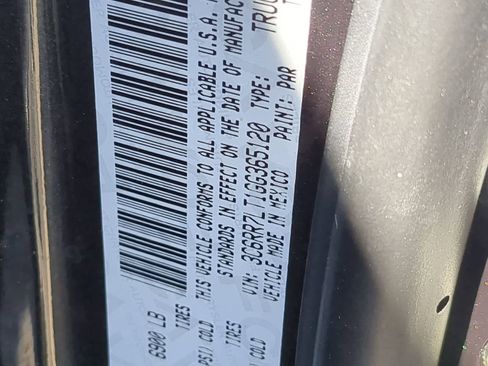 6900 LB
TIRES
PSI) COLD
THIS VEHICLE CONFORMS TO ALL APPLICABLE U.S.A.
STANDARDS IN EFFECT ON THE DATE OF MANUFAC
TIRES
VIN: 3C6RR7LT1GG365120 TYPE: TRUC
COLD
VEHICLE MADE IN MEXICO PAINT: PAR